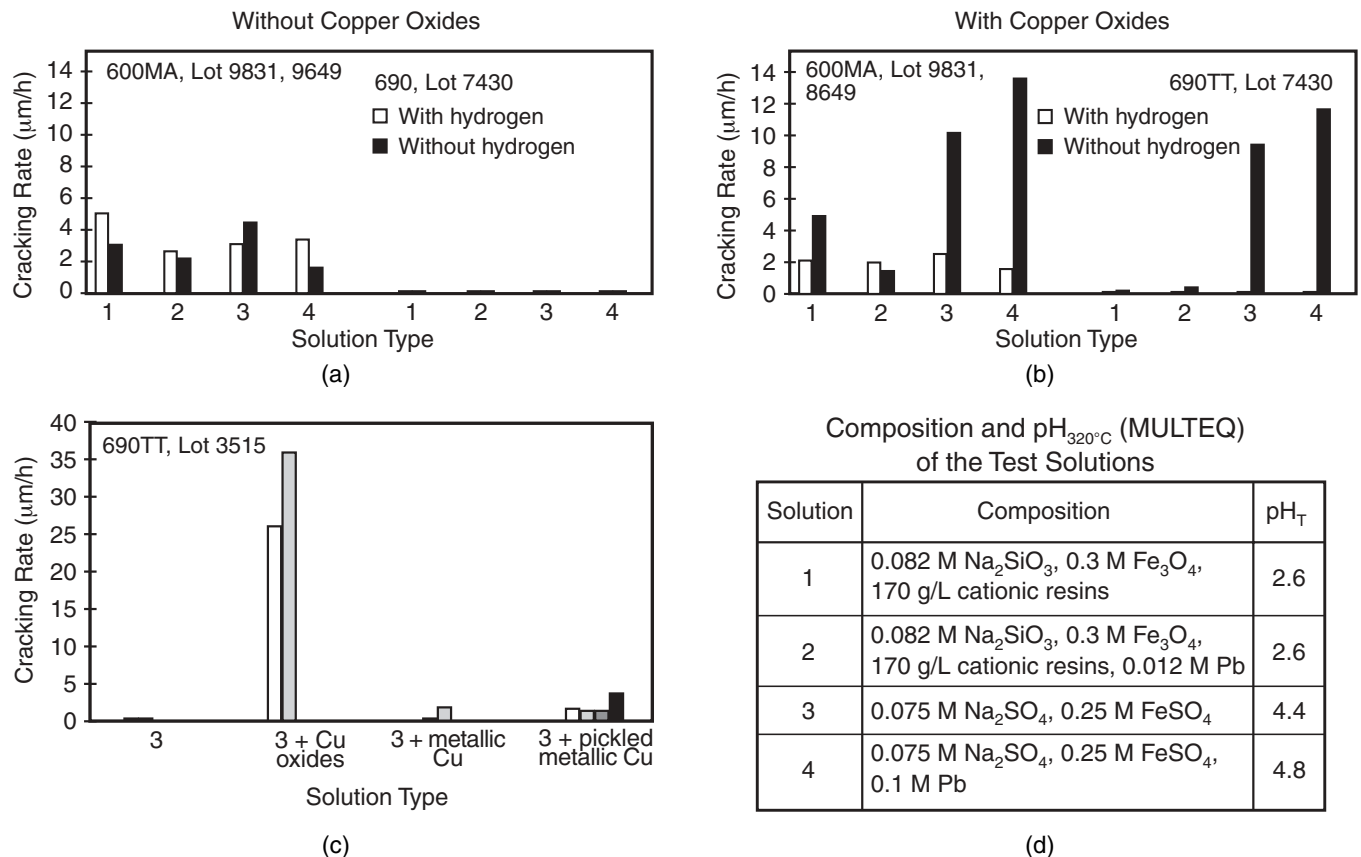 Without Copper Oxides
600MA, Lot 9831, 9649
690, Lot 7430
With hydrogen
Without hydrogen
Cracking Rate (μm/h)
14
12
10
8
6
4
2
0
1 2 3 4 1 2 3 4
Solution Type
(a)
With Copper Oxides
600MA, Lot 9831,
8649
690TT, Lot 7430
With hydrogen
Without hydrogen
Cracking Rate (μm/h)
14
12
10
8
6
4
2
0
1 2 3 4 1 2 3 4
Solution Type
(b)
690TT, Lot 3515
Cracking Rate (μm/h)
40
35
30
25
20
15
10
5
0
3
3 + Cu
oxides
3 + metallic
Cu
3 + pickled
metallic Cu
Solution Type
(c)
Composition and pH320°C (MULTEQ)
of the Test Solutions
Solution Composition pHT
1 0.082 M Na2SiO3, 0.3 M Fe3O4,
170 g/L cationic resins 2.6
2 0.082 M Na2SiO3, 0.3 M Fe3O4,
170 g/L cationic resins, 0.012 M Pb 2.6
3 0.075 M Na2SO4, 0.25 M FeSO4 4.4
4 0.075 M Na2SO4, 0.25 M FeSO4,
0.1 M Pb 4.8
(d)